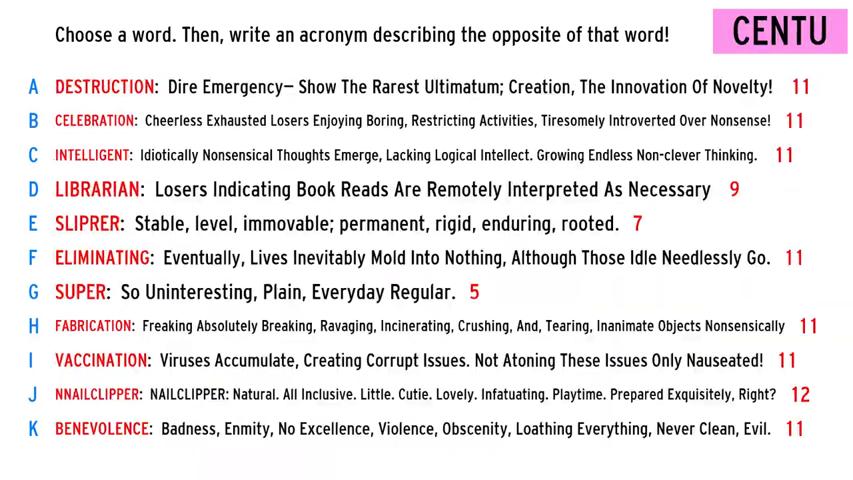 Choose a word. Then, write an acronym describing the opposite of that word!
CENTU
A DESTRUCTION: Dire Emergency— Show The Rarest Ultimatum; Creation, The Innovation Of Novelty! 11
B CELEBRATION: Cheerless Exhausted Losers Enjoying Boring, Restricting Activities, Tiresomely Introverted Over Nonsense! 11
C INTELLIGENT: Idiotically Nonsensical Thoughts Emerge, Lacking Logical Intellect. Growing Endless Non-clever Thinking. 11
D LIBRARIAN: Losers Indicating Book Reads Are Remotely Interpreted As Necessary 9
E SLIPRER: Stable, level, immovable; permanent, rigid, enduring, rooted. 7
F ELIMINATING: Eventually, Lives Inevitably Mold Into Nothing, Although Those Idle Needlessly Go. 11
G SUPER: So Uninteresting, Plain, Everyday Regular. 5
H FABRICATION: Freaking Absolutely Breaking, Ravaging, Incinerating, Crushing, And, Tearing, Inanimate Objects Nonsensically 11
I VACCINATION: Viruses Accumulate, Creating Corrupt Issues. Not Atoning These Issues Only Nauseated! 11
J NNAILCLIPPER: NAILCLIPPER: Natural. All Inclusive. Little. Cutie. Lovely. Infatuating. Playtime. Prepared Exquisitely, Right? 12
K BENEVOLENCE: Badness, Enmity, No Excellence, Violence, Obscenity, Loathing Everything, Never Clean, Evil. 11